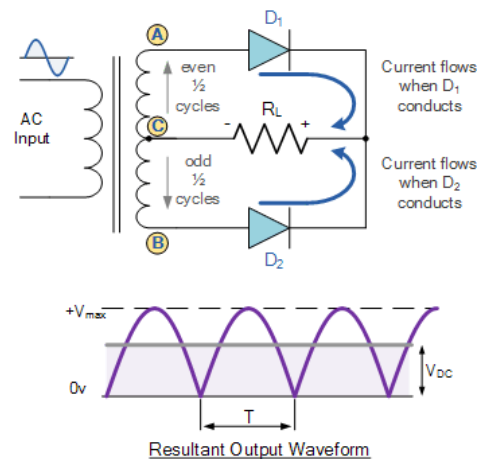 A
D1
AC
Input
even
½
cycles
Current flows
when D1
conducts
C
- RL +
odd
½
cycles
Current flows
when D2
conducts
B
D2
+Vmax
VDC
0v
T
Resultant Output Waveform